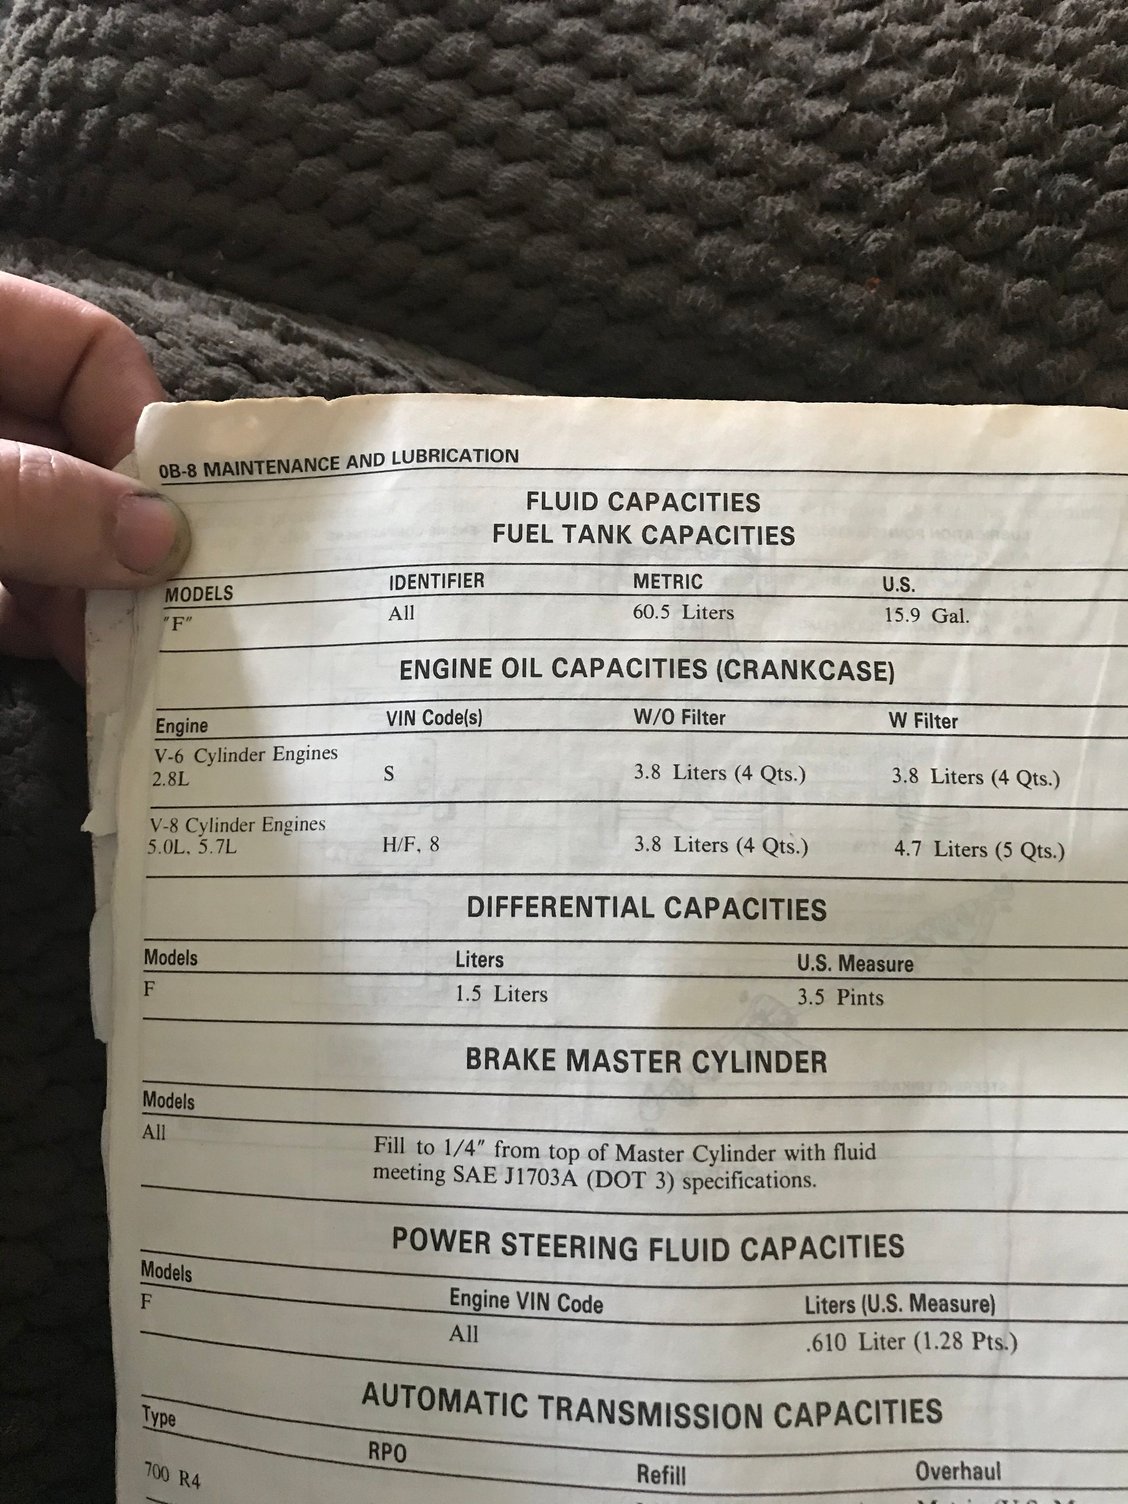 0B-8 MAINTENANCE AND LUBRICATION
FLUID CAPACITIES
FUEL TANK CAPACITIES
MODELS IDENTIFIER METRIC U.S.
"F" All 60.5 Liters 15.9 Gal.
ENGINE OIL CAPACITIES (CRANKCASE)
Engine VIN Code(s) W/O Filter W Filter
V-6 Cylinder Engines
2.8L S 3.8 Liters (4 Qts.) 3.8 Liters (4 Qts.)
V-8 Cylinder Engines
5.0L, 5.7L H/F, 8 3.8 Liters (4 Qts.) 4.7 Liters (5 Qts.)
DIFFERENTIAL CAPACITIES
Models Liters U.S. Measure
F 1.5 Liters 3.5 Pints
BRAKE MASTER CYLINDER
Models
All
Fill to 1/4" from top of Master Cylinder with fluid
meeting SAE J1703A (DOT 3) specifications.
POWER STEERING FLUID CAPACITIES
Models Engine VIN Code Liters (U.S. Measure)
F All .610 Liter (1.28 Pts.)
AUTOMATIC TRANSMISSION CAPACITIES
Type RPO Refill Overhaul
700 R4